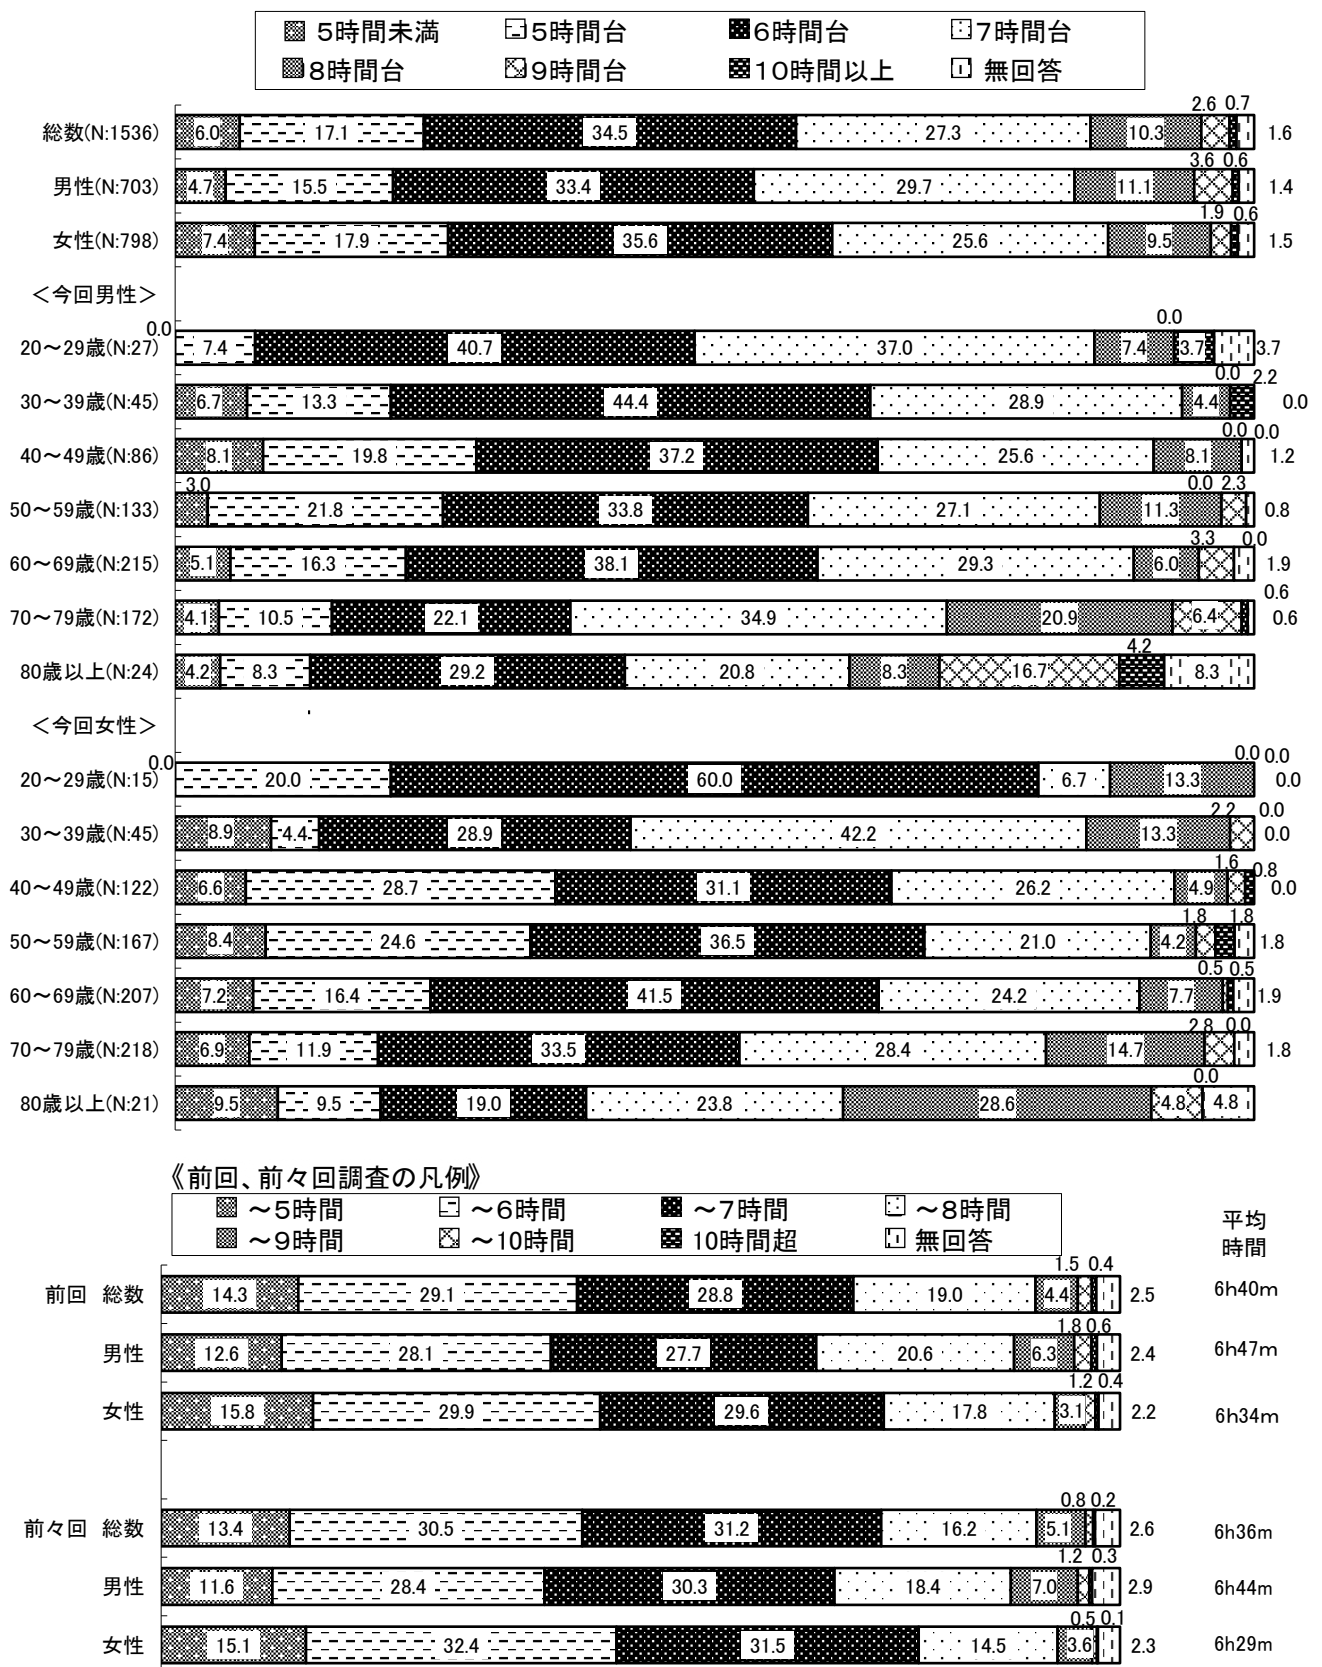 5時間未満 5時間台 6時間台 7時間台
8時間台 9時間台 10時間以上 無回答
2.6 0.7
総数(N:1536) 6.0 17.1 34.5 27.3 10.3 1.6
3.6 0.6
男性(N:703) 4.7 15.5 33.4 29.7 11.1 1.4
1.9 0.6
女性(N:798) 7.4 17.9 35.6 25.6 9.5 1.5
＜今回男性＞
0.0 0.0
20～29歳(N:27) 7.4 40.7 37.0 7.4 3.7 3.7
0.0 2.2
30～39歳(N:45) 6.7 13.3 44.4 28.9 4.4 0.0
0.0 0.0
40～49歳(N:86) 8.1 19.8 37.2 25.6 8.1 1.2
3.0 0.0 2.3
50～59歳(N:133) 21.8 33.8 27.1 11.3 0.8
3.3 0.0
60～69歳(N:215) 5.1 16.3 38.1 29.3 6.0 1.9
0.6
70～79歳(N:172) 4.1 10.5 22.1 34.9 20.9 6.4 0.6
4.2
80歳以上(N:24) 4.2 8.3 29.2 20.8 8.3 16.7 8.3
＜今回女性＞
0.0 0.0 0.0
20～29歳(N:15) 20.0 60.0 6.7 13.3 0.0
2.2 0.0
30～39歳(N:45) 8.9 4.4 28.9 42.2 13.3 0.0
1.6 0.8
40～49歳(N:122) 6.6 28.7 31.1 26.2 4.9 0.0
1.8 1.8
50～59歳(N:167) 8.4 24.6 36.5 21.0 4.2 1.8
0.5 0.5
60～69歳(N:207) 7.2 16.4 41.5 24.2 7.7 1.9
2.8 0.0
70～79歳(N:218) 6.9 11.9 33.5 28.4 14.7 1.8
0.0
80歳以上(N:21) 9.5 9.5 19.0 23.8 28.6 4.8 4.8
《前回、前々回調査の凡例》
～5時間 ～6時間 ～7時間 ～8時間
～9時間 ～10時間 10時間超 無回答
平均
時間
1.5 0.4
前回 総数 14.3 29.1 28.8 19.0 4.4 2.5 6h40m
1.8 0.6
男性 12.6 28.1 27.7 20.6 6.3 2.4 6h47m
1.2 0.4
女性 15.8 29.9 29.6 17.8 3.1 2.2 6h34m
0.8 0.2
前々回 総数 13.4 30.5 31.2 16.2 5.1 2.6 6h36m
1.2 0.3
男性 11.6 28.4 30.3 18.4 7.0 2.9 6h44m
0.5 0.1
女性 15.1 32.4 31.5 14.5 3.6 2.3 6h29m